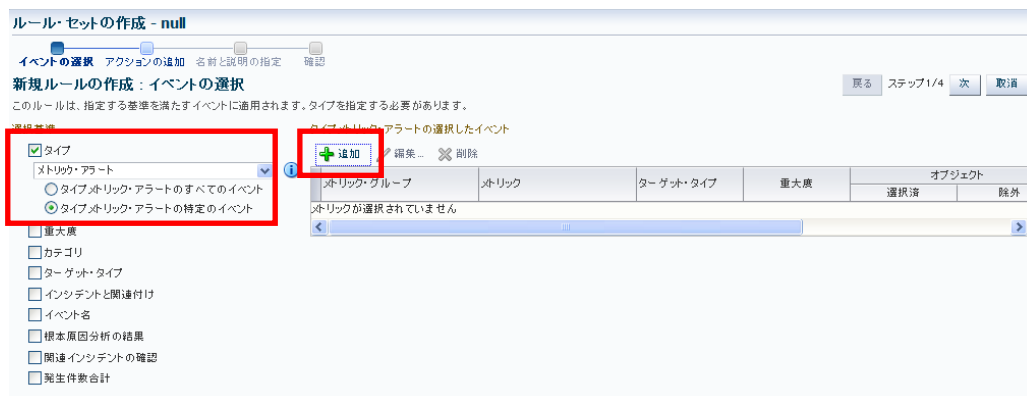 ルール・セットの作成 - null
イベントの選択 アクションの追加 名前と説明の指定 確認
新規ルールの作成 : イベントの選択
戻る ステップ1/4 次 取消
このルールは、指定する基準を満たすイベントに適用されます。タイプを指定する必要があります。
選択基準
タイプメトリック・アラートの選択したイベント
タイプ
メトリック・アラート
タイプメトリック・アラートのすべてのイベント
タイプメトリック・アラートの特定のイベント
重大度
カテゴリ
ターゲット・タイプ
インシデントと関連付け
イベント名
根本原因分析の結果
関連インシデントの確認
発生件数合計
追加 編集... 削除
メトリック・グループ メトリック ターゲット・タイプ 重大度 オブジェクト
選択済 除外
メトリックが選択されていません